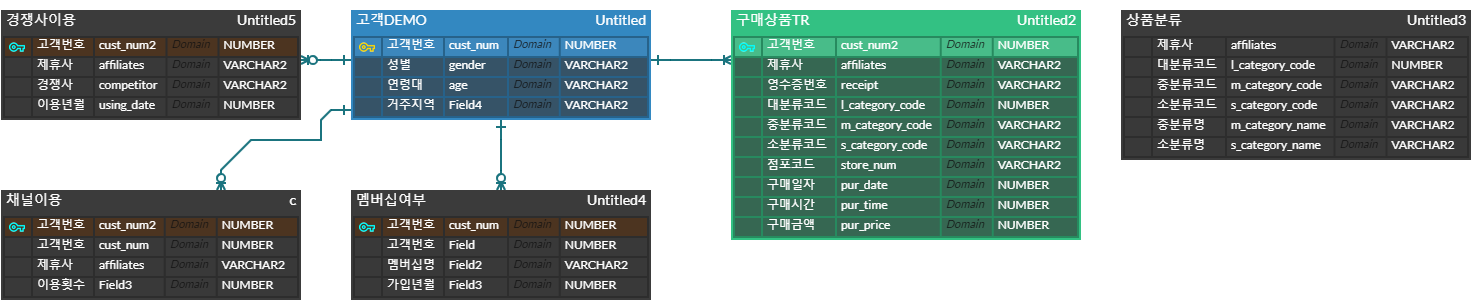 경쟁사이용 Untitled5
고객번호 cust_num2 Domain NUMBER
제휴사 affiliates Domain VARCHAR2
경쟁사 competitor Domain VARCHAR2
이용년월 using_date Domain NUMBER
고객DEMO Untitled
고객번호 cust_num Domain NUMBER
성별 gender Domain VARCHAR2
연령대 age Domain VARCHAR2
거주지역 Field4 Domain VARCHAR2
구매상품TR Untitled2
고객번호 cust_num2 Domain NUMBER
제휴사 affiliates Domain VARCHAR2
영수증번호 receipt Domain VARCHAR2
대분류코드 l_category_code Domain NUMBER
중분류코드 m_category_code Domain VARCHAR2
소분류코드 s_category_code Domain VARCHAR2
점포코드 store_num Domain VARCHAR2
구매일자 pur_date Domain NUMBER
구매시간 pur_time Domain NUMBER
구매금액 pur_price Domain NUMBER
상품분류 Untitled3
제휴사 affiliates Domain VARCHAR2
대분류코드 l_category_code Domain NUMBER
중분류코드 m_category_code Domain VARCHAR2
소분류코드 s_category_code Domain VARCHAR2
중분류명 m_category_name Domain VARCHAR2
소분류명 s_category_name Domain VARCHAR2
채널이용 c
고객번호 cust_num2 Domain NUMBER
고객번호 cust_num Domain NUMBER
제휴사 affiliates Domain VARCHAR2
이용횟수 Field3 Domain NUMBER
멤버십여부 Untitled4
고객번호 cust_num Domain NUMBER
고객번호 Field Domain NUMBER
멤버십명 Field2 Domain VARCHAR2
가입년월 Field3 Domain NUMBER